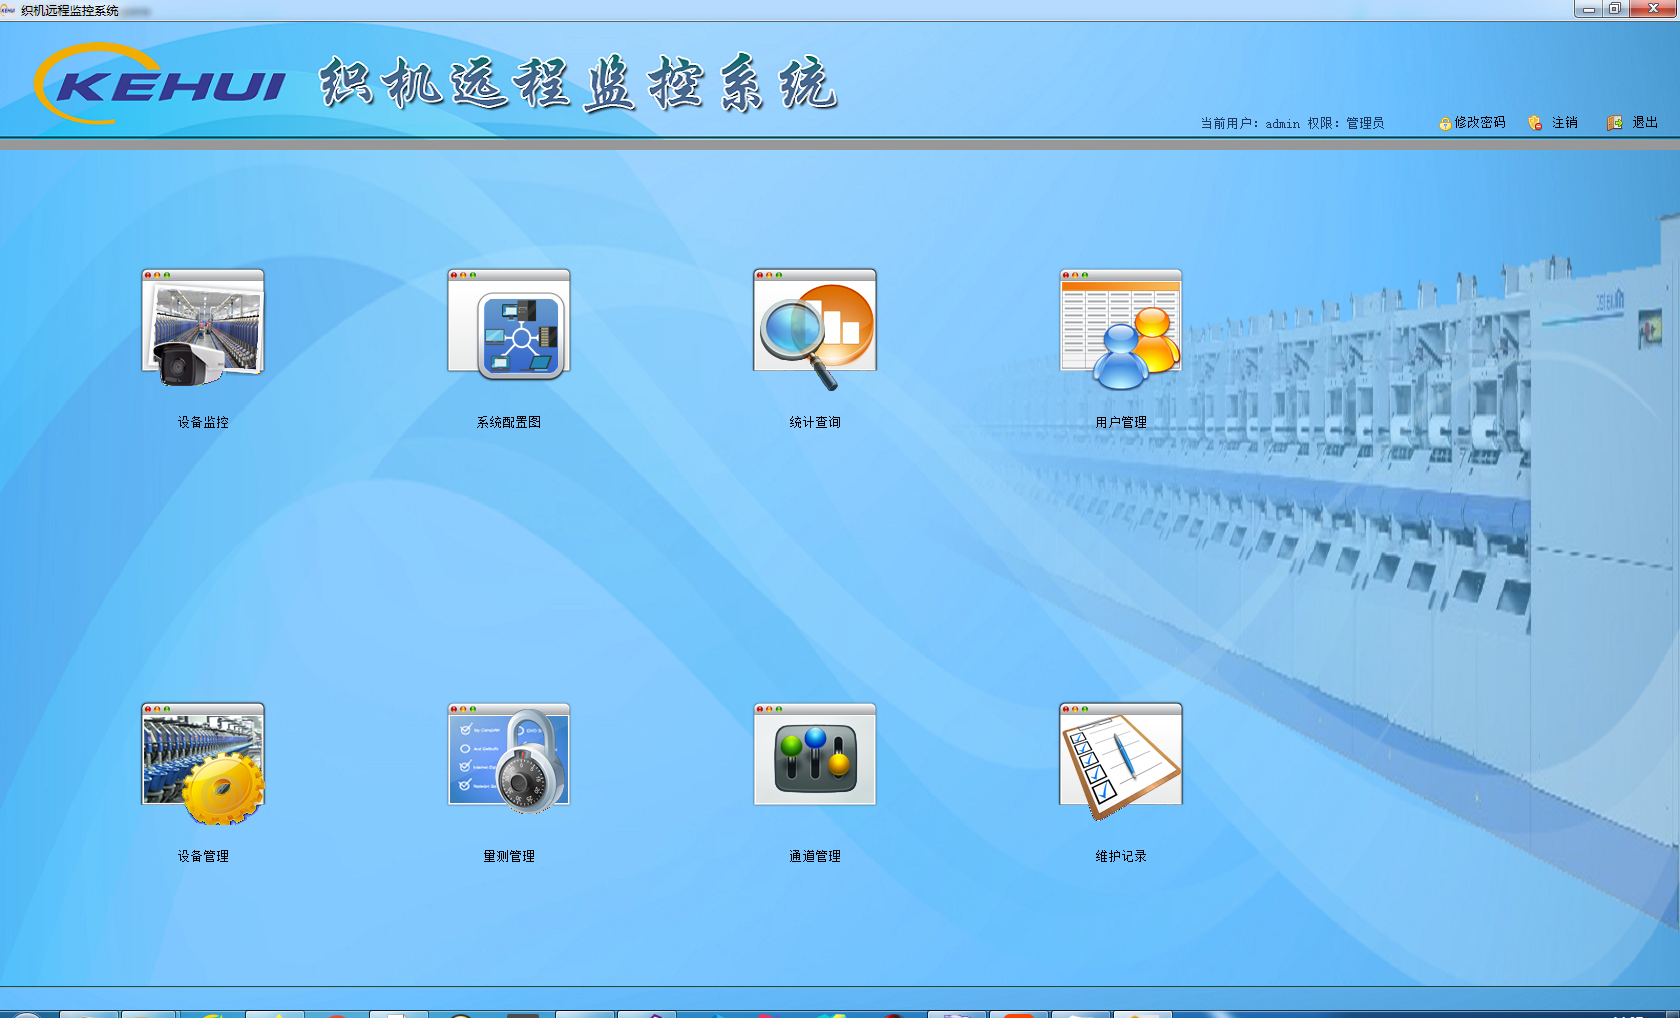 织机远程监控系统
KEHUI 织机远程监控系统
当前用户: admin 权限: 管理员 修改密码 注销 退出
设备监控 系统配置图 统计查询 用户管理
设备管理 量测管理 通道管理 维护记录